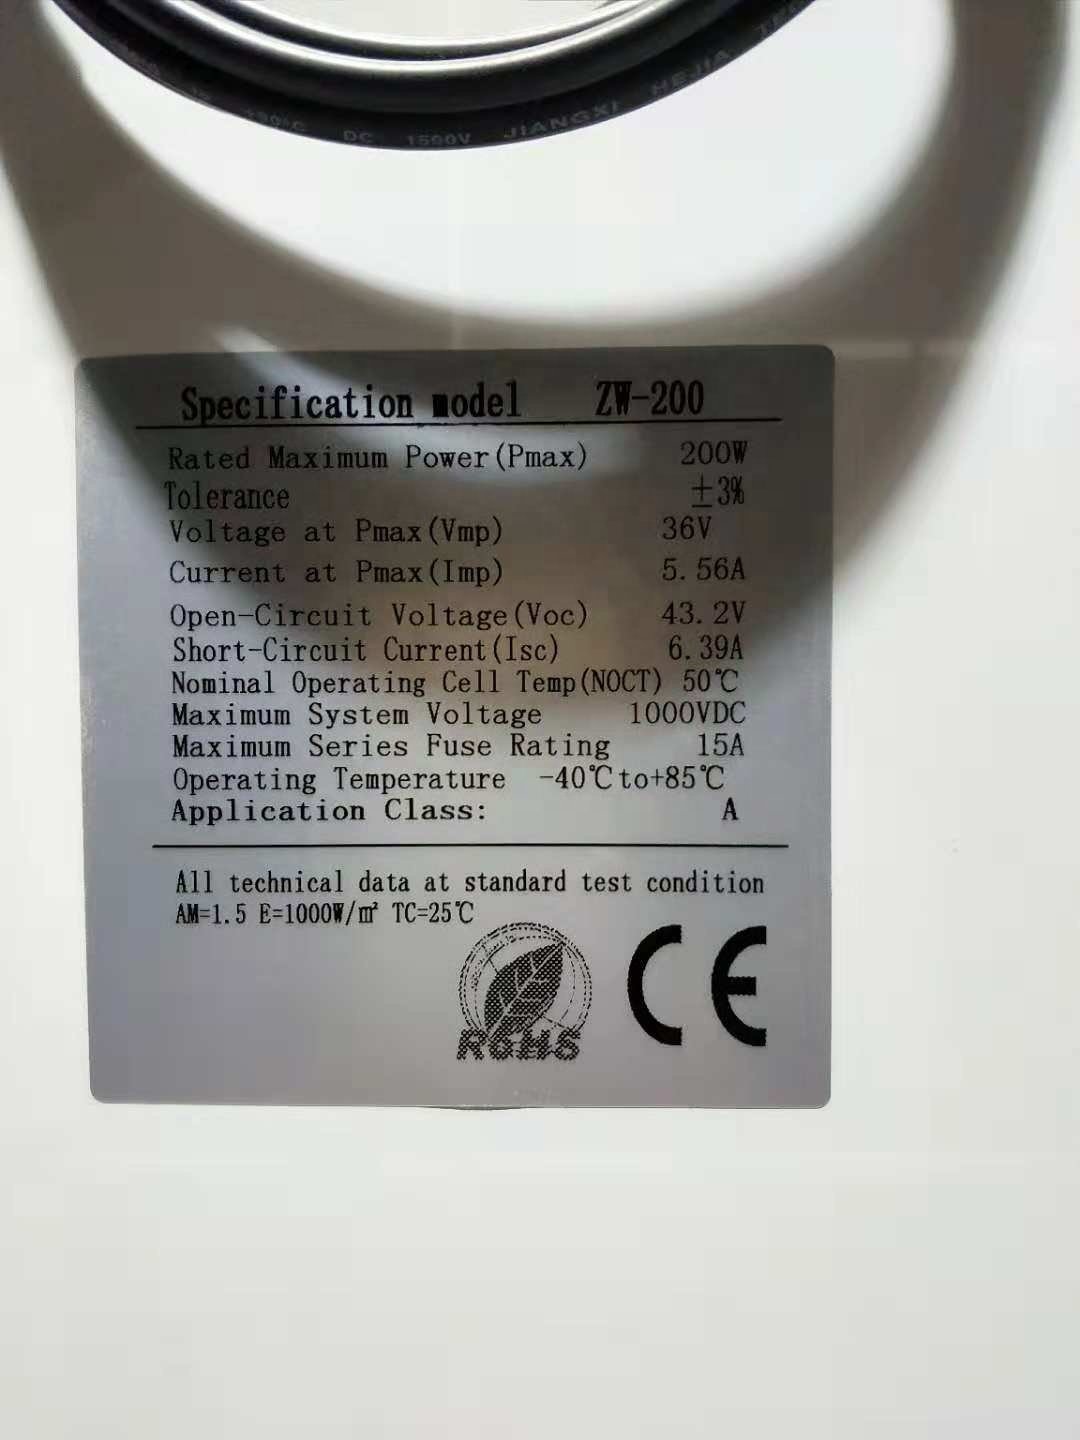 190°C DC 1500V JIANGXI HEJIA
Specification model ZW-200
Rated Maximum Power(Pmax) 200W
Tolerance ±3%
Voltage at Pmax(Vmp) 36V
Current at Pmax(Imp) 5.56A
Open-Circuit Voltage(Voc) 43.2V
Short-Circuit Current(Isc) 6.39A
Nominal Operating Cell Temp(NOCT) 50℃
Maximum System Voltage 1000VDC
Maximum Series Fuse Rating 15A
Operating Temperature -40℃to+85℃
Application Class: A
All technical data at standard test condition
AM=1.5 E=1000W/㎡ TC=25℃
ROHS
CE